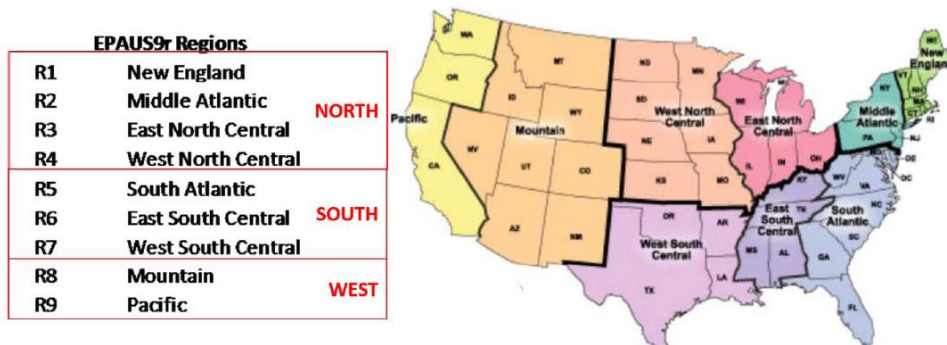 EPAUS9r Regions
R1 New England
R2 Middle Atlantic
R3 East North Central
R4 West North Central
NORTH
R5 South Atlantic
R6 East South Central
R7 West South Central
SOUTH
R8 Mountain
R9 Pacific
WEST
WA
OR
CA
Pacific
MT
ID
WY
NV
UT
CO
AZ
NM
Mountain
ND
MN
SD
West North
Central
NE
IA
KS
MO
WI
MI
East North
Central
IL
IN
OH
ME
New
England
VT
NH
MA
CT
RI
NY
Middle
Atlantic
PA
NJ
DE
MD
DC
WV
VA
NC
South
Atlantic
SC
GA
FL
KY
TN
East
South
Central
MS
AL
OR
AR
West South
Central
LA
TX